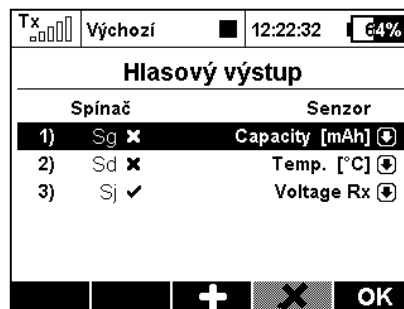 Tx Výchozí 12:22:32 64%
Hlasový výstup
Spínač Senzor
1) Sg ✖ Capacity [mAh]
2) Sd ✖ Temp. [°C]
3) Sj ✔ Voltage Rx
OK